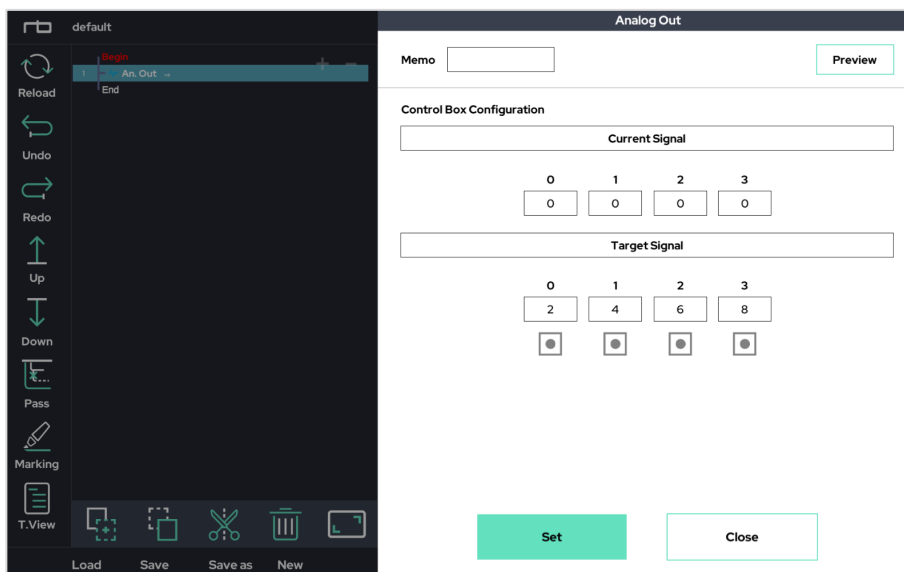 default
Reload
Undo
Redo
Up
Down
Pass
Marking
T.View
Begin
1 An. Out
End
Load Save Save as New
Analog Out
Memo
Preview
Control Box Configuration
Current Signal
0 1 2 3
0 0 0 0
Target Signal
0 1 2 3
2 4 6 8
Set Close